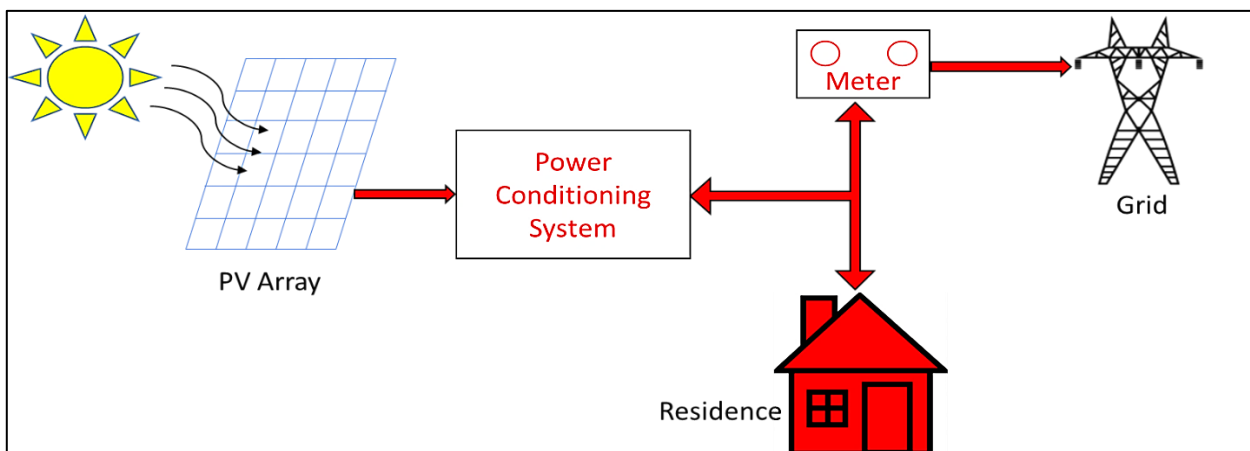 Meter
Power
Conditioning
System
Grid
PV Array
Residence